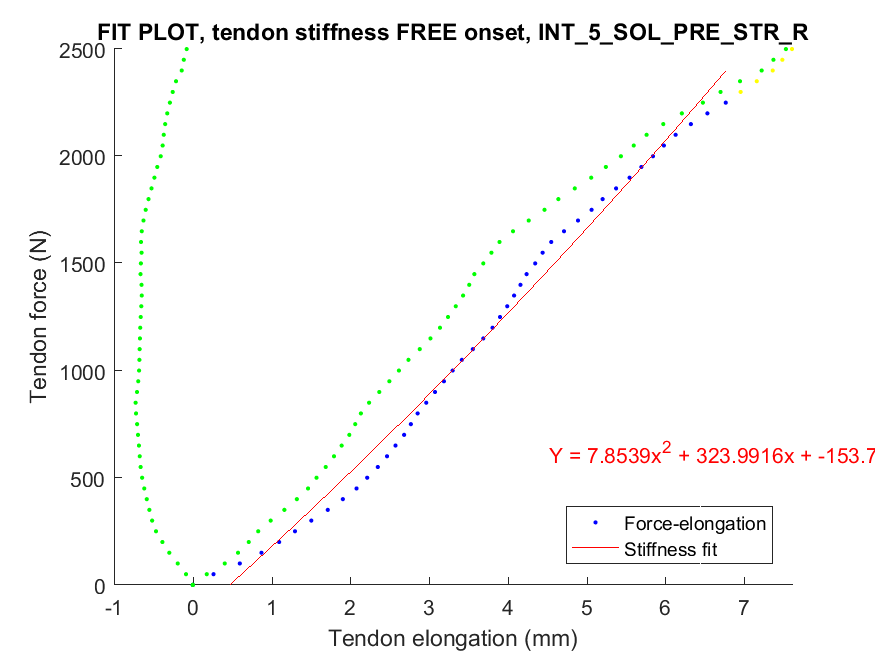 FIT PLOT, tendon stiffness FREE onset, INT_5_SOL_PRE_STR_R
2500
2000
1500
1000
500
0
Tendon force (N)
Y = 7.8539x² + 323.9916x + -153.7
Force-elongation
Stiffness fit
-1 0 1 2 3 4 5 6 7
Tendon elongation (mm)